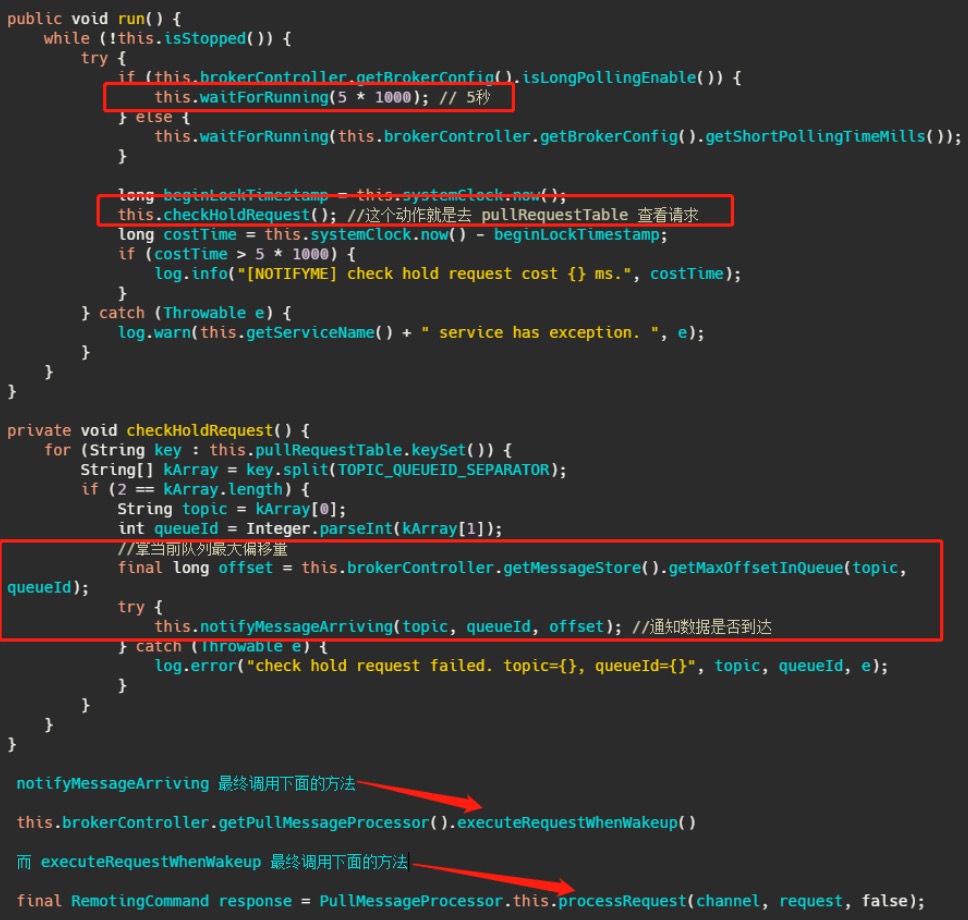 public void run() {
while (!this.isStopped()) {
try {
if (this.brokerController.getBrokerConfig().isLongPollingEnable()) {
this.waitForRunning(5 * 1000); // 5秒
} else {
this.waitForRunning(this.brokerController.getBrokerConfig().getShortPollingTimeMills());
}
long beginLockTimestamp = this.systemClock.now();
this.checkHoldRequest(); //这个动作就是去 pullRequestTable 查看请求
long costTime = this.systemClock.now() - beginLockTimestamp;
if (costTime > 5 * 1000) {
log.info("[NOTIFYME] check hold request cost {} ms.", costTime);
}
} catch (Throwable e) {
log.warn(this.getServiceName() + " service has exception. ", e);
}
}
}
private void checkHoldRequest() {
for (String key : this.pullRequestTable.keySet()) {
String[] kArray = key.split(TOPIC_QUEUEID_SEPARATOR);
if (2 == kArray.length) {
String topic = kArray[0];
int queueId = Integer.parseInt(kArray[1]);
//拿当前队列最大偏移量
final long offset = this.brokerController.getMessageStore().getMaxOffsetInQueue(topic,
queueId);
try {
this.notifyMessageArriving(topic, queueId, offset); //通知数据是否到达
} catch (Throwable e) {
log.error("check hold request failed. topic={}, queueId={}", topic, queueId, e);
}
}
}
}
notifyMessageArriving 最终调用下面的方法
this.brokerController.getPullMessageProcessor().executeRequestWhenWakeup()
而 executeRequestWhenWakeup 最终调用下面的方法
final RemotingCommand response = PullMessageProcessor.this.processRequest(channel, request, false);